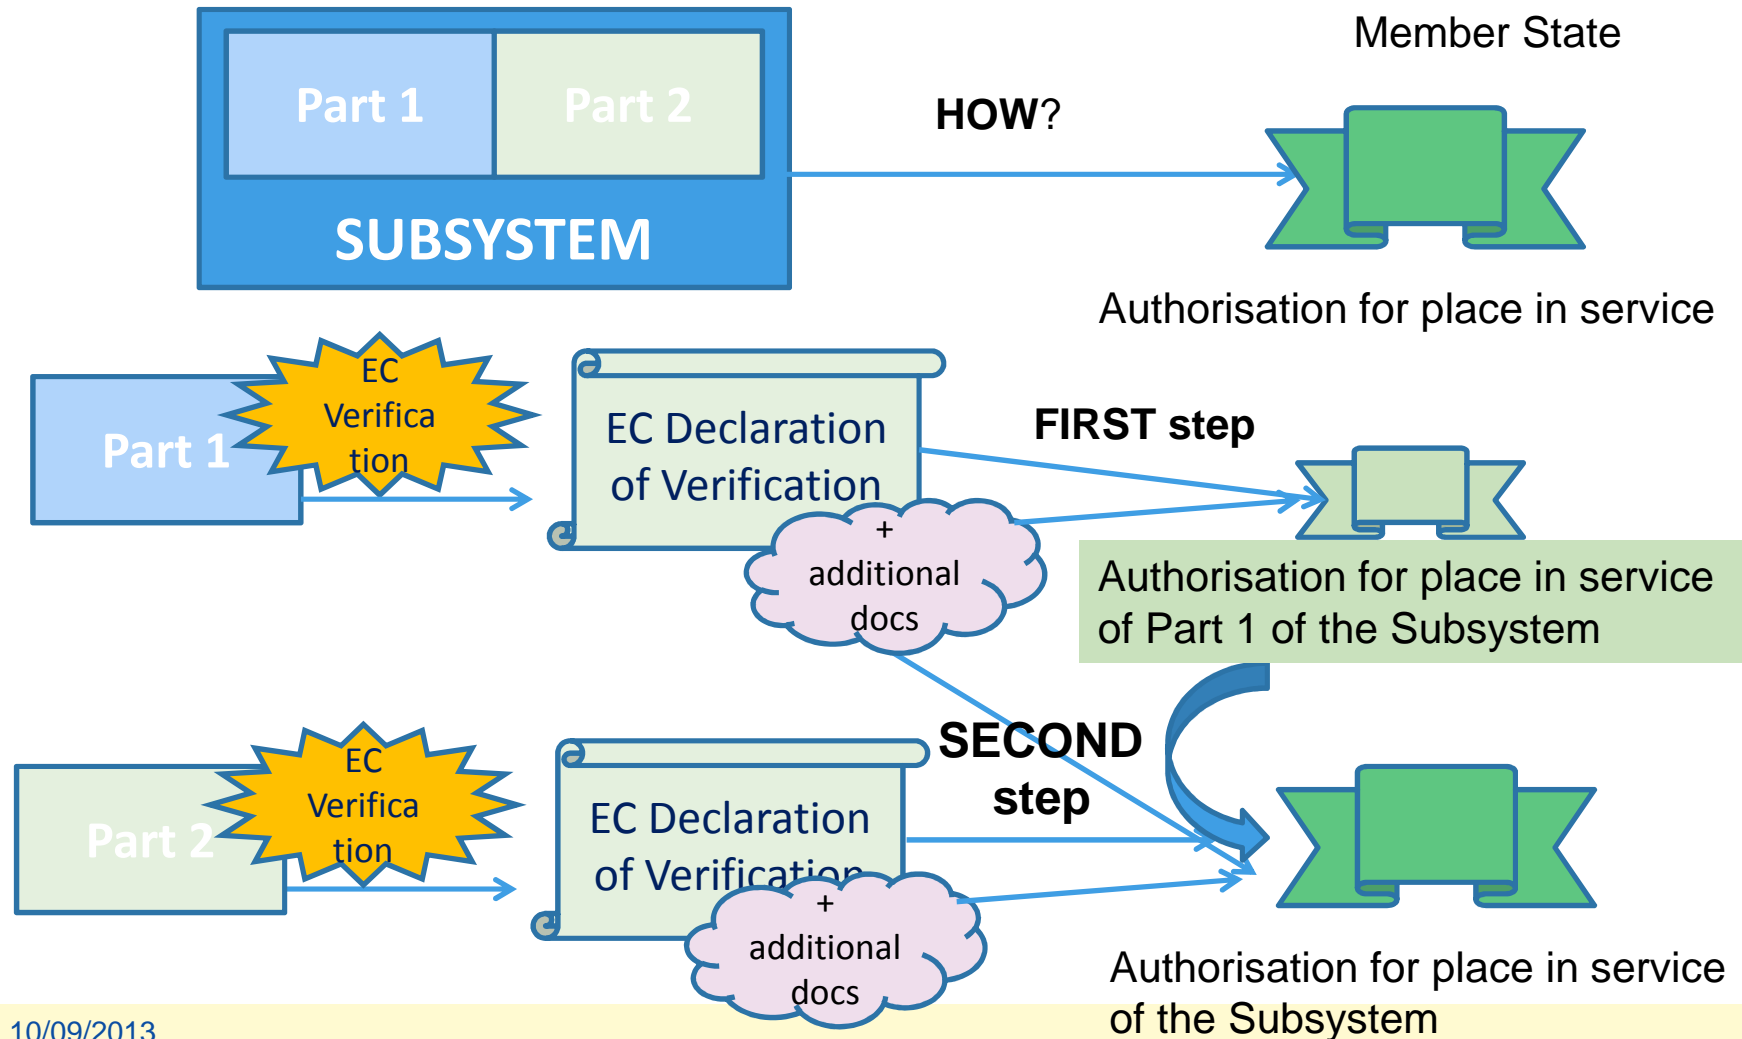 Member State
Part 1
Part 2
HOW?
SUBSYSTEM
Authorisation for place in service
Part 1
EC
Verifica
tion
EC Declaration
of Verification
FIRST step
+
additional
docs
Authorisation for place in service
of Part 1 of the Subsystem
SECOND
step
Part 2
EC
Verifica
tion
EC Declaration
of Verification
+
additional
docs
Authorisation for place in service
of the Subsystem
10/09/2013